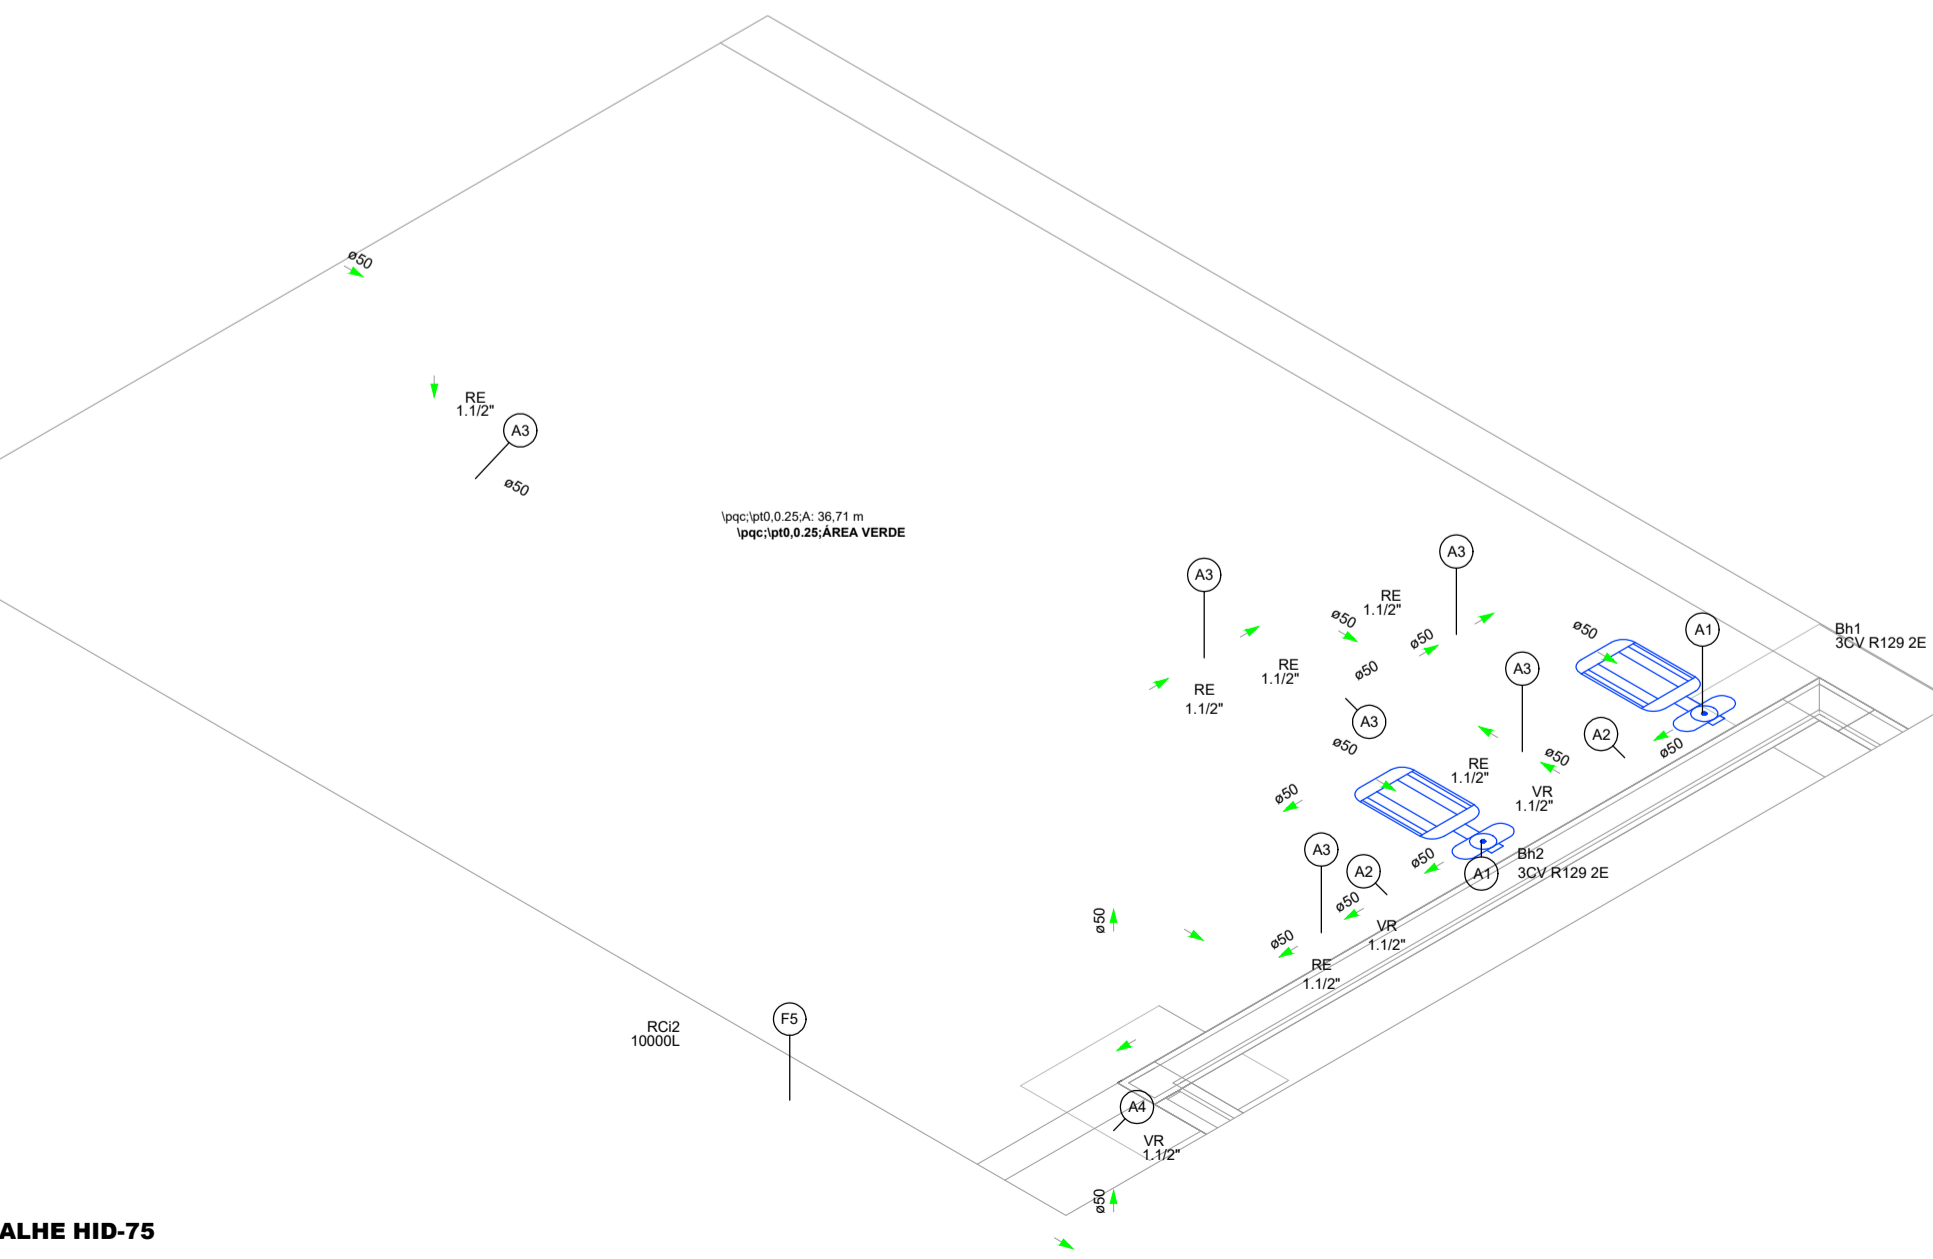 ø50
RE
1.1/2"
A3
ø50
\pqc;\pt0,0.25;A: 36,71 m
\pqc;\pt0,0.25;ÁREA VERDE
A3
A3
RE
1.1/2"
ø50
ø50
ø50
A1
Bh1
3CV R129 2E
RE
1.1/2"
ø50
A3
RE
1.1/2"
A3
ø50
A2
ø50
ø50
RE
1.1/2"
VR
1.1/2"
ø50
A3
A2
ø50
A1
Bh2
3CV R129 2E
ø50
ø50
VR
1.1/2"
ø50
RE
1.1/2"
F5
RCi2
10000L
A4
VR
1.1/2"
ø50
ALHE HID-75